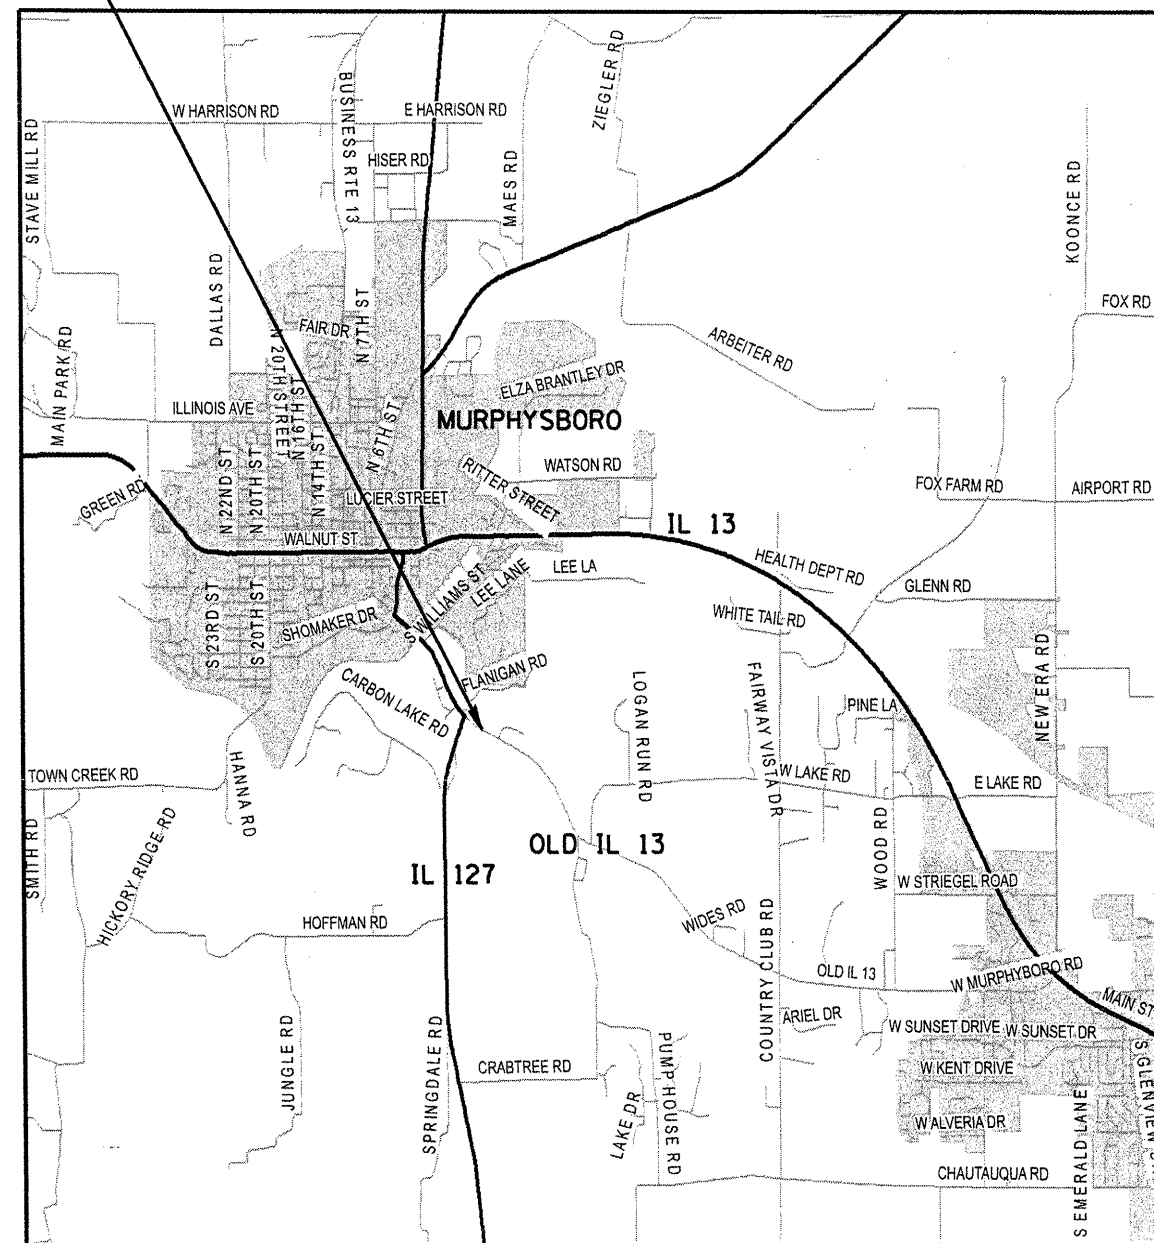 W HARRISON RD
E HARRISON RD
BUSINESS RTE 13
HISER RD
ZIEGLER RD
STAVE MILL RD
MAES RD
KOONCE RD
DALLAS RD
FOX RD
FAIR DR
N 7TH ST
N 20TH STREET
MAIN PARK RD
ARBEITER RD
ELZA BRANTLEY DR
ILLINOIS AVE
N 16TH ST
N 14TH ST
N 6TH ST
MURPHYSBORO
WATSON RD
RITTER STREET
N 22ND ST
N 20TH ST
GREEN RD
LUCIER STREET
FOX FARM RD
AIRPORT RD
IL 13
WALNUT ST
HEALTH DEPT RD
LEE LA
LEE LANE
S WILLIAMS ST
GLENN RD
WHITE TAIL RD
SHOMAKER DR
S 23RD ST
S 20TH ST
FLANIGAN RD
CARBON LAKE RD
LOGAN RUN RD
FAIRWAY VISTA DR
PINE LA
NEW ERA RD
TOWN CREEK RD
HANNA RD
W LAKE RD
E LAKE RD
SMITH RD
HICKORY RIDGE RD
OLD IL 13
WOOD RD
IL 127
W STRIEGEL ROAD
HOFFMAN RD
WIDES RD
COUNTRY CLUB RD
OLD IL 13
W MURPHYBORO RD
MAIN ST
ARIEL DR
W SUNSET DRIVE
W SUNSET DR
JUNGLE RD
SPRINGDALE RD
CRABTREE RD
LAKE DR
PUMP HOUSE RD
W KENT DRIVE
W ALVERIA DR
S EMERALD LANE
S GLENVIEW
CHAUTAUQUA RD